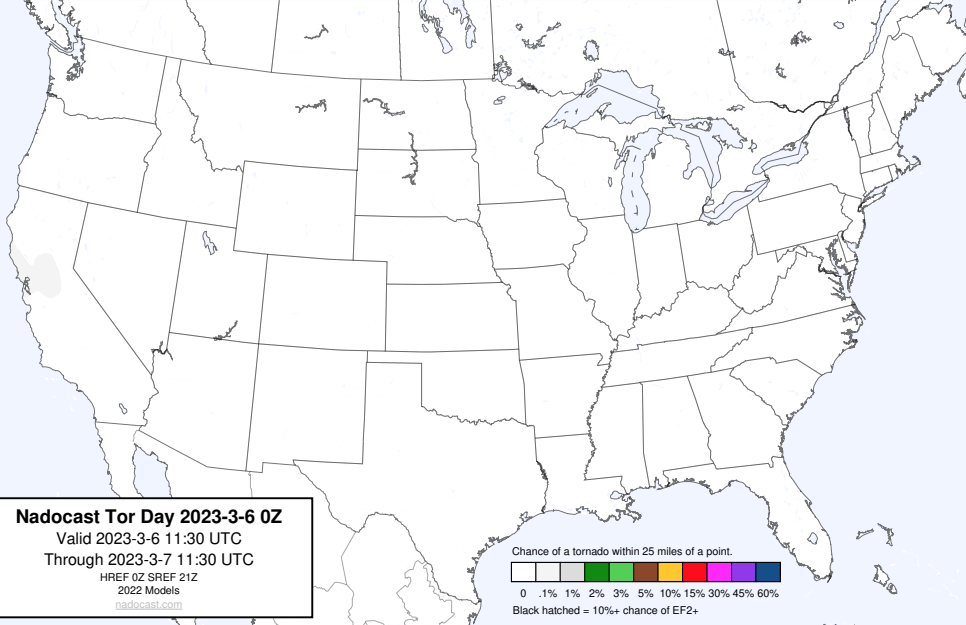 Nadocast Tor Day 2023-3-6 0Z
Valid 2023-3-6 11:30 UTC
Through 2023-3-7 11:30 UTC
HREF 0Z SREF 21Z
2022 Models
nadocast.com
Chance of a tornado within 25 miles of a point.
0 .1% 1% 2% 3% 5% 10% 15% 30% 45% 60%
Black hatched = 10%+ chance of EF2+